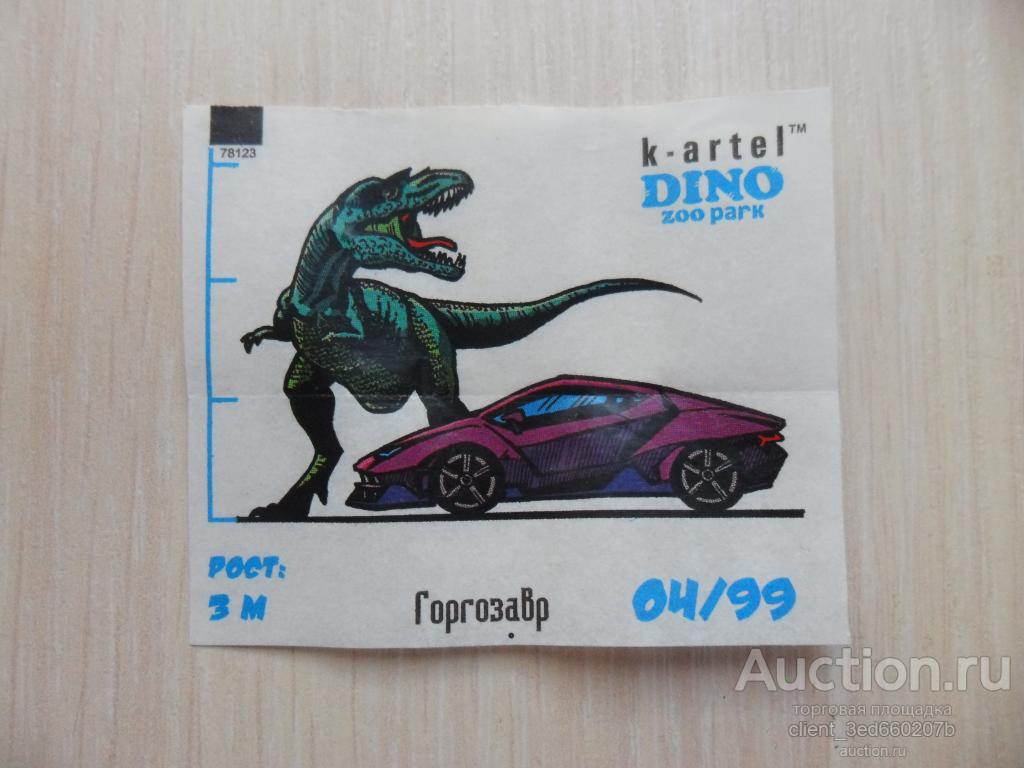 78123
k-artel™
DINO
ZOO PARK
РОСТ:
3 М
Горгозавр
04/99
Auction.ru
торговая площадка
client_3ed660207b
auction.ru